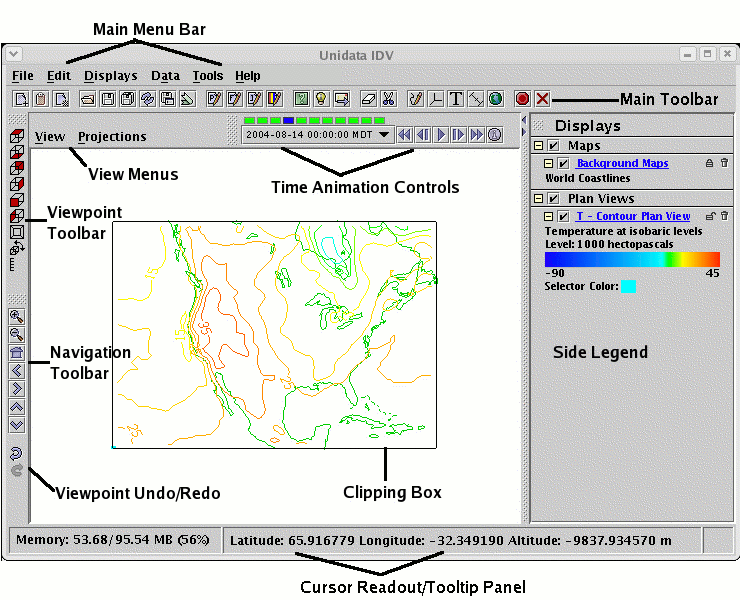 Main Menu Bar
Unidata IDV
File Edit Displays Data Tools Help
Main Toolbar
View Projections
2004-08-14 00:00:00 MDT
Displays
Maps
Background Maps
World Coastlines
Plan Views
T - Contour Plan View
Temperature at isobaric levels
Level: 1000 hectopascals
-90 45
Selector Color:
View Menus
Time Animation Controls
Viewpoint
Toolbar
Navigation
Toolbar
Side Legend
Viewpoint Undo/Redo
Clipping Box
Memory: 53.68/95.54 MB (56%)
Latitude: 65.916779 Longitude: -32.349190 Altitude: -9837.934570 m
Cursor Readout/Tooltip Panel